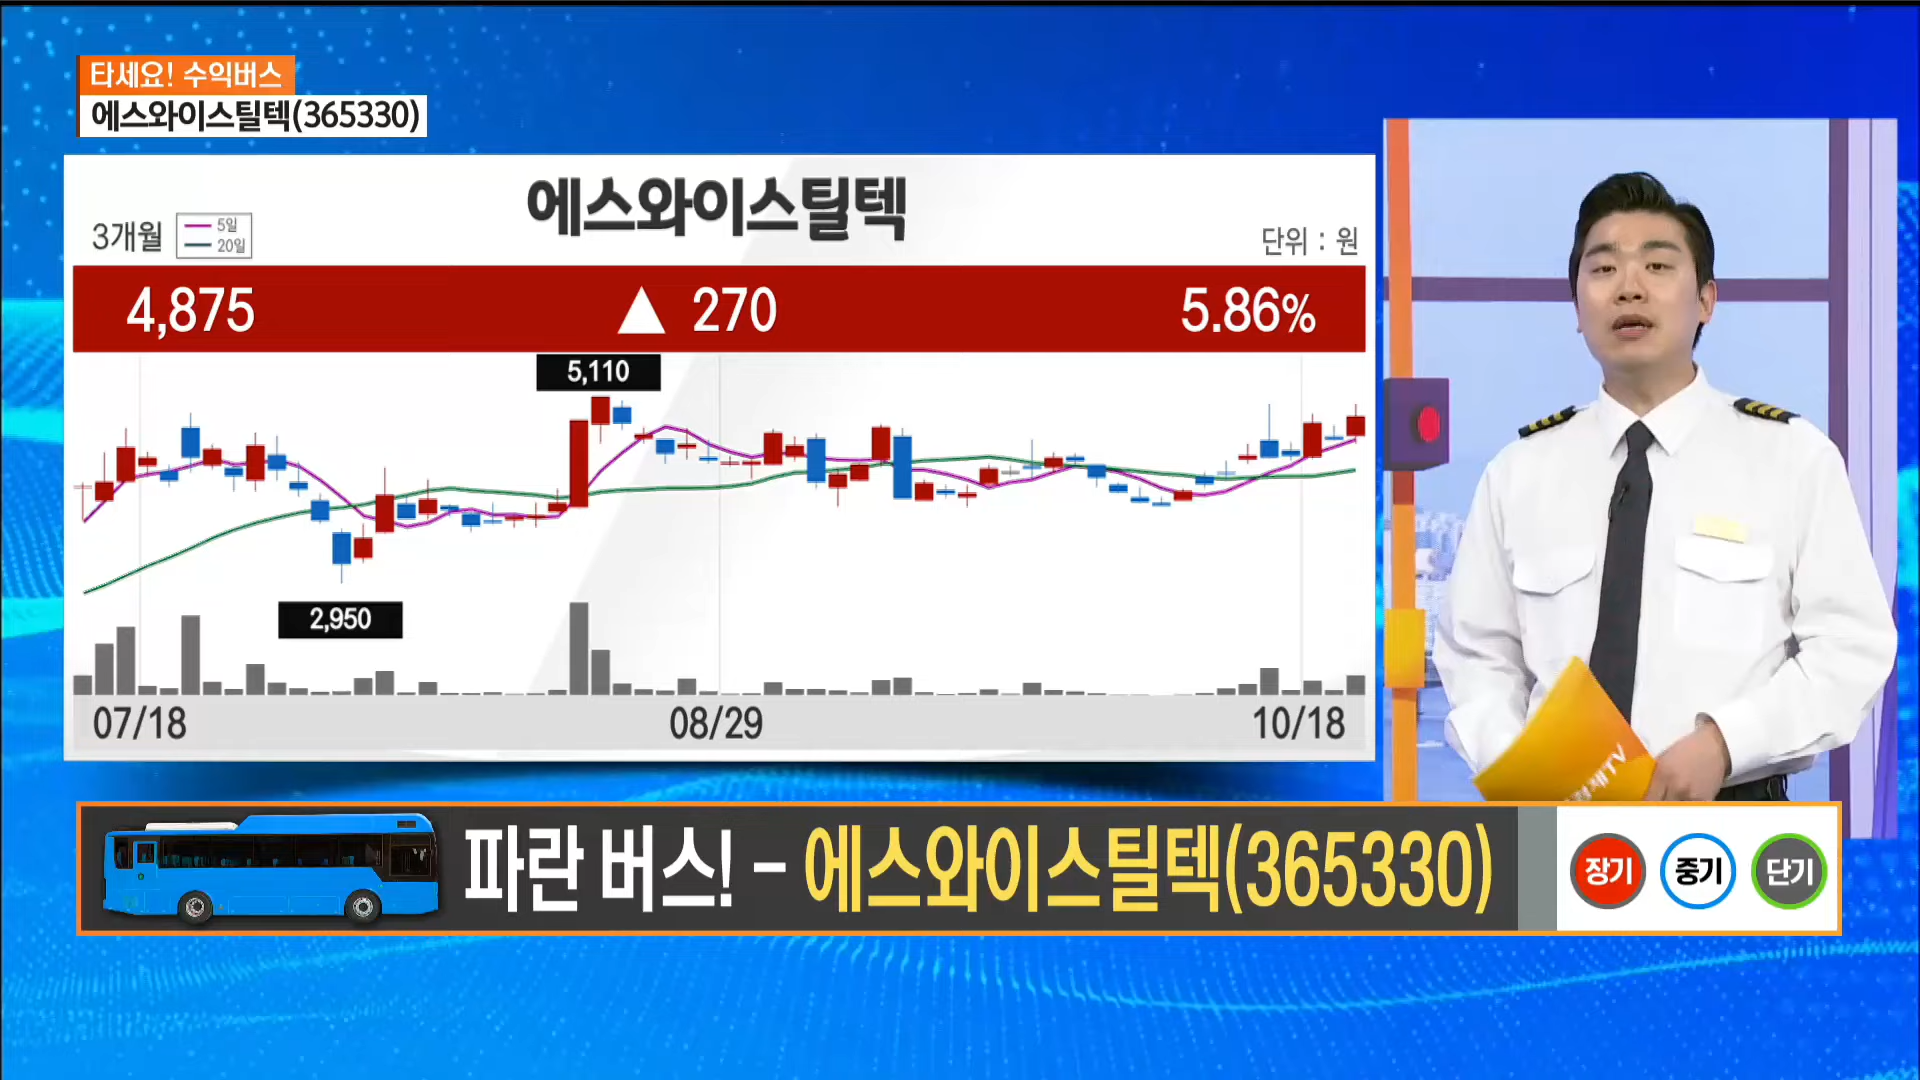 타세요! 수익버스
에스와이스틸텍(365330)
에스와이스틸텍
3개월
5일
20일
단위 : 원
4,875 ▲ 270 5.86%
5,110
2,950
07/18 08/29 10/18
파란 버스! - 에스와이스틸텍(365330)
장기 중기 단기